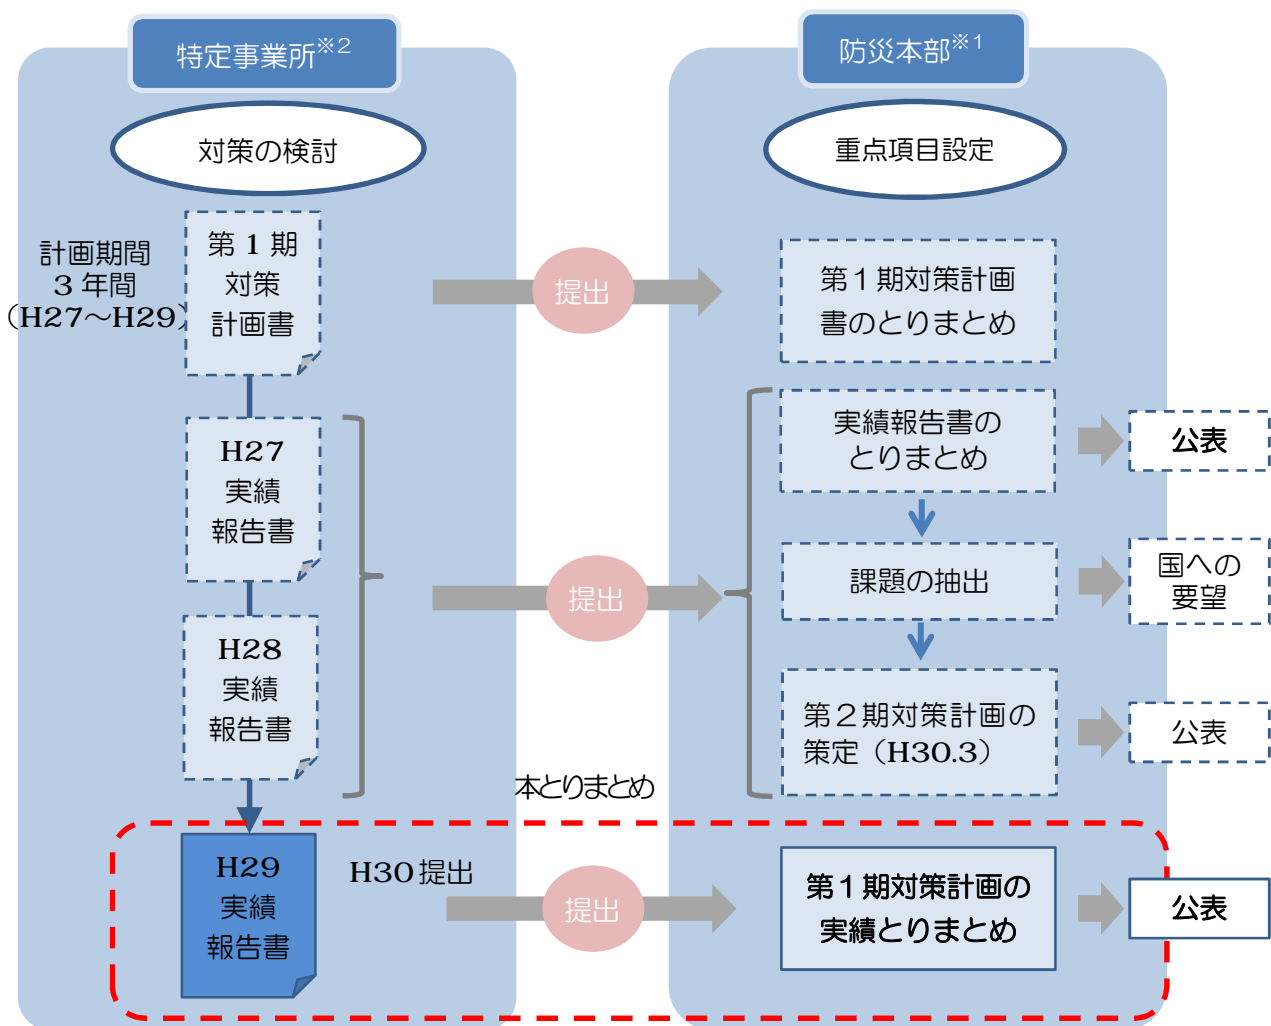 特定事業所※2
防災本部※1
対策の検討
重点項目設定
計画期間
3 年間
(H27～H29)
第 1 期
対策
計画書
提出
第１期対策計画
書のとりまとめ
H27
実績
報告書
実績報告書の
とりまとめ
公表
提出
課題の抽出
国への
要望
H28
実績
報告書
第２期対策計画の
策定（H30.3）
公表
本とりまとめ
H29
実績
報告書
H30 提出
提出
第１期対策計画の
実績とりまとめ
公表